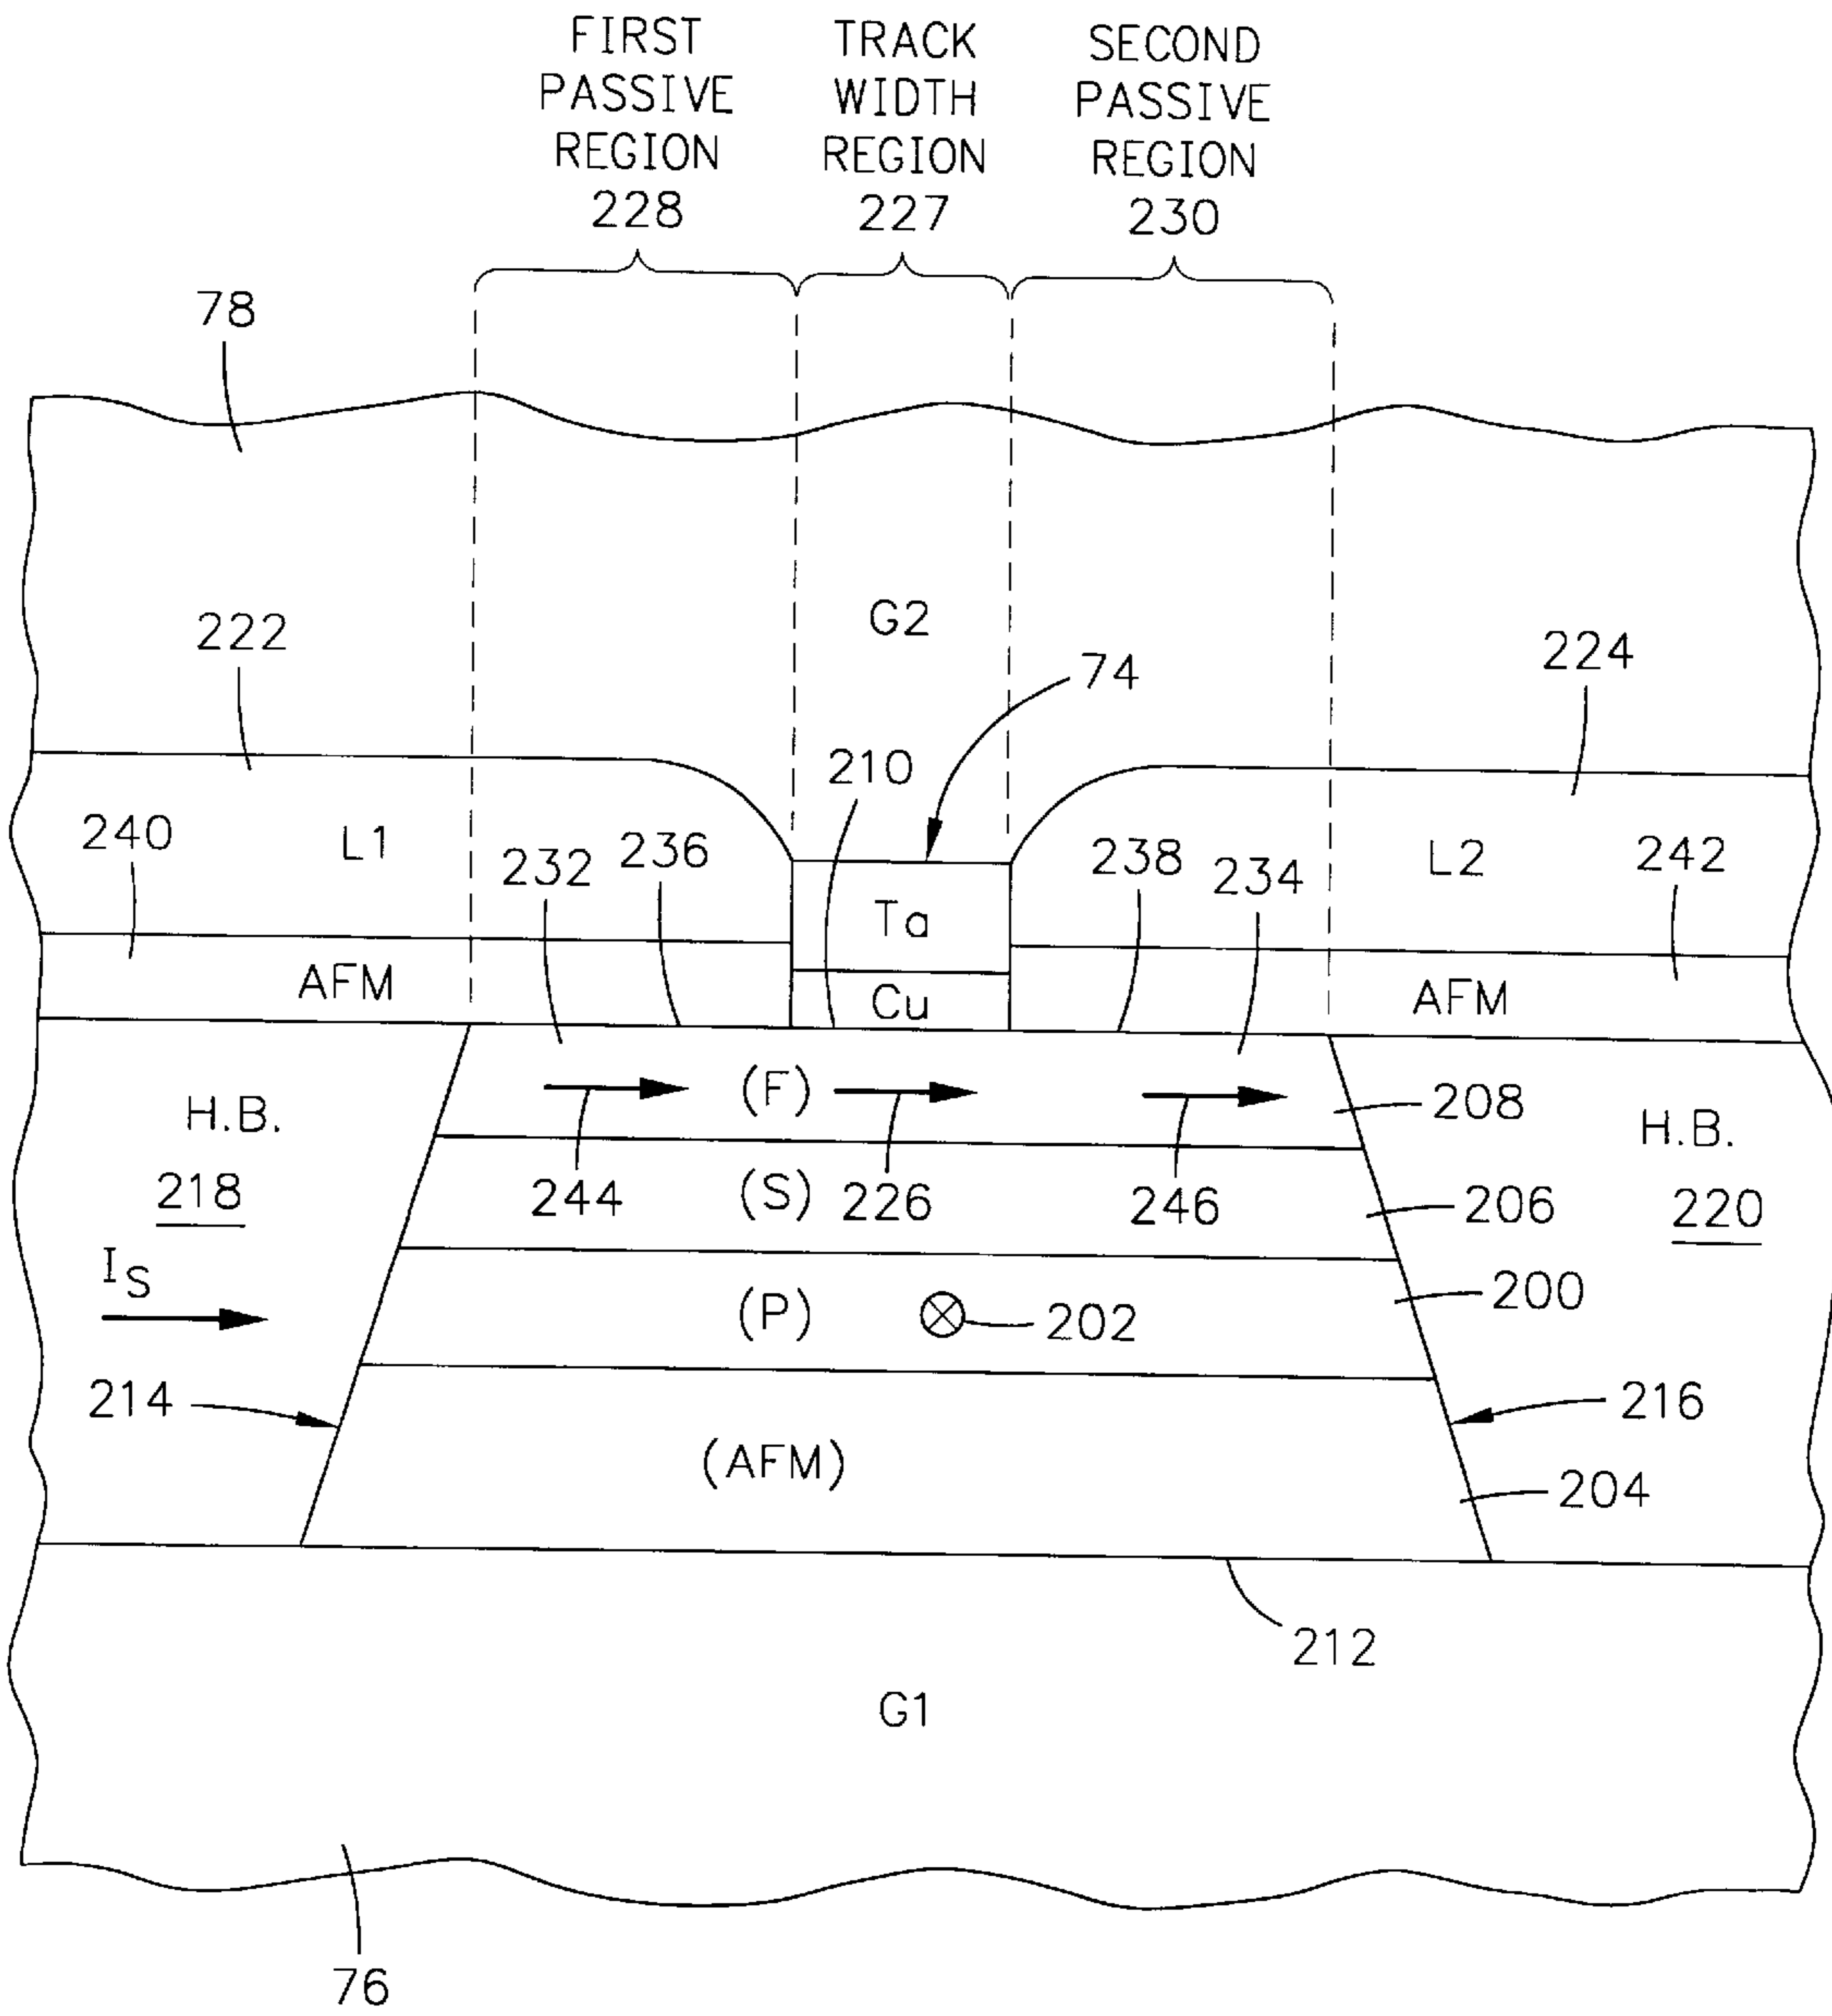 FIRST
PASSIVE
REGION
228
TRACK
WIDTH
REGION
227
SECOND
PASSIVE
REGION
230
78
G2
222
224
74
210
240
L1
232
236
238
234
L2
242
Ta
AFM
Cu
AFM
H.B.
(F)
208
H.B.
218
244
(S)
226
246
206
220
IS
(P)
202
200
214
216
(AFM)
204
212
G1
76